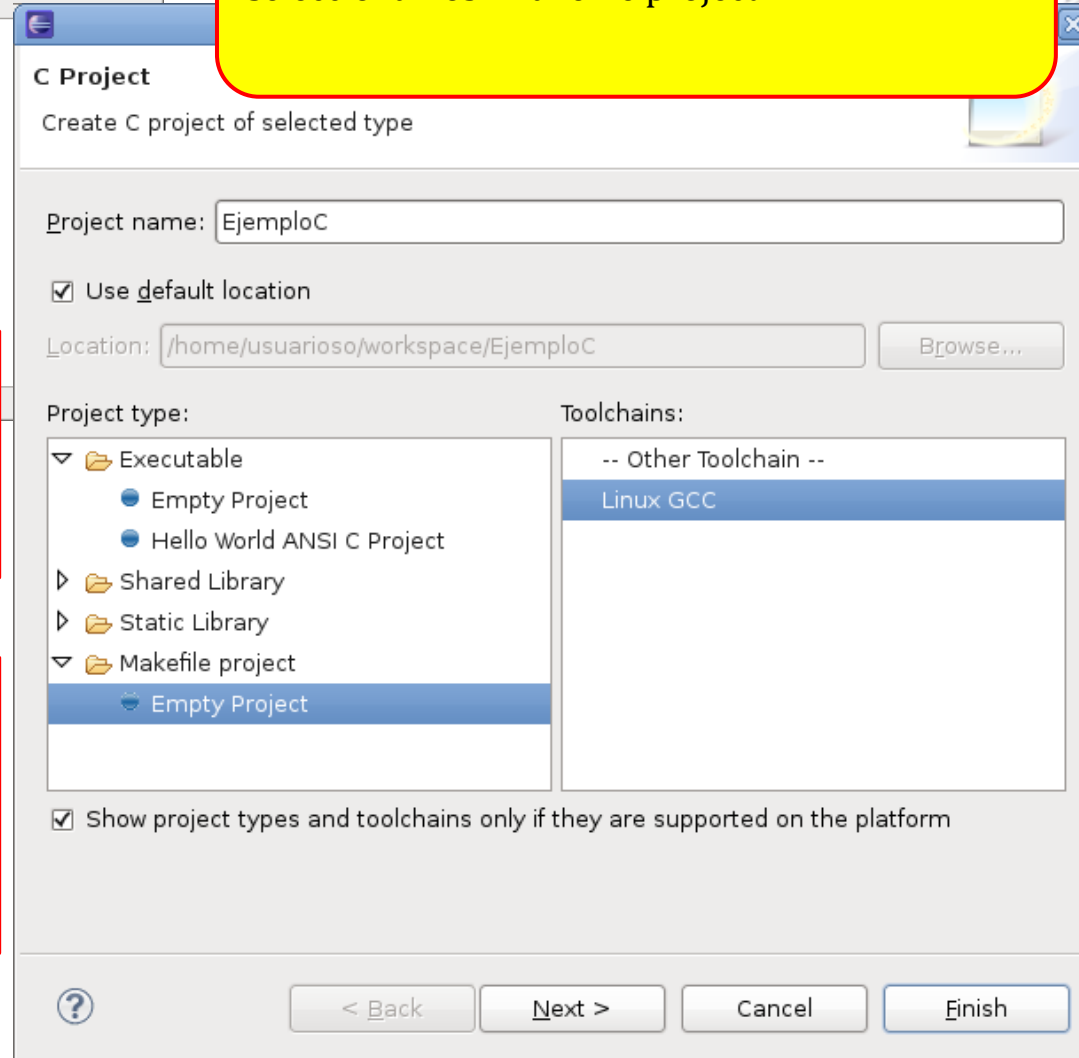 C Project
Create C project of selected type
Project name: EjemploC
Use default location
Location: /home/usuarioso/workspace/EjemploC Browse...
Project type: Toolchains:
Executable -- Other Toolchain --
Empty Project Linux GCC
Hello World ANSI C Project
Shared Library
Static Library
Makefile project
Empty Project
Show project types and toolchains only if they are supported on the platform
? < Back Next > Cancel Finish